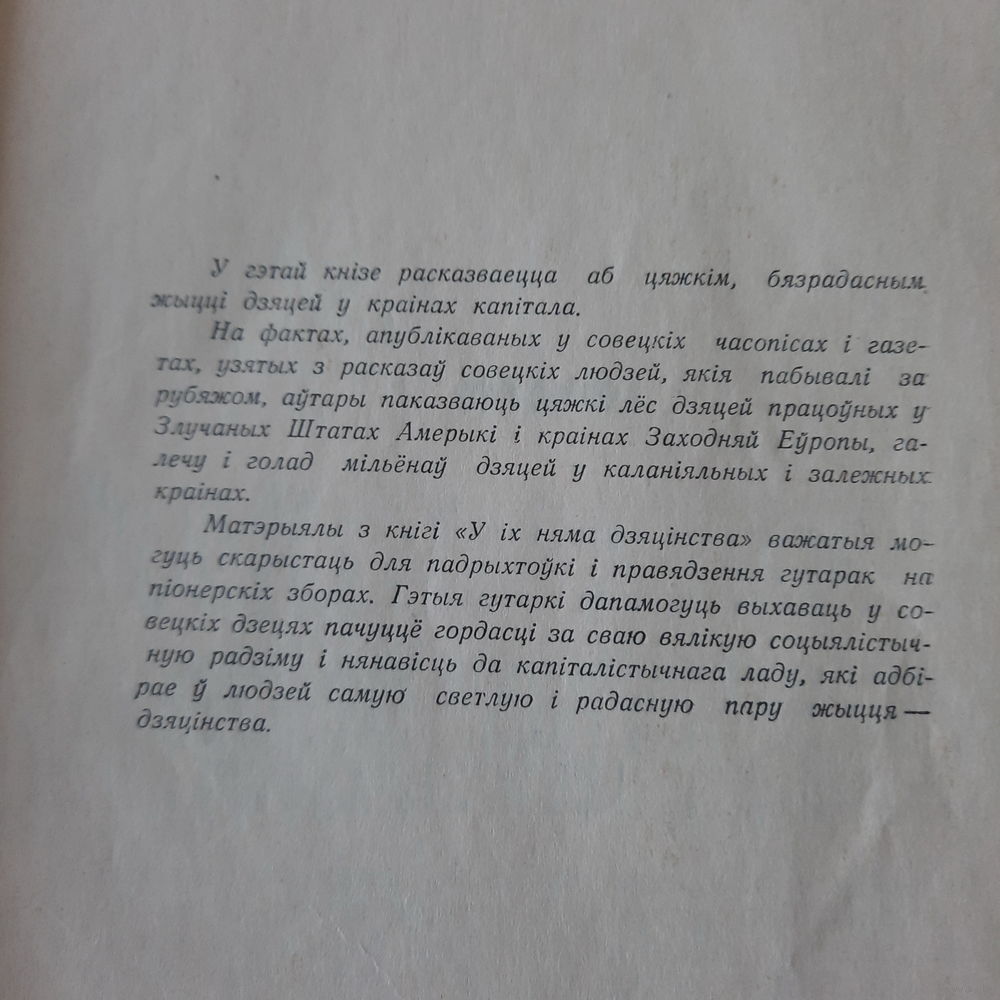 У гэтай кнізе расказваецца аб цяжкім, бязрадасным
жыцці дзяцей у краінах капітала.
На фактах, апублікаваных у совецкіх часопісах і газе-
тах, узятых з расказаў совецкіх людзей, якія пабывалі за
рубяжом, аўтары паказваюць цяжкі лёс дзяцей працоўных у
Злучаных Штатах Амерыкі і краінах Заходняй Еўропы, га-
лечу і голад мільёнаў дзяцей у каланіяльных і залежных
краінах.
Матэрыялы з кнігі «У іх няма дзяцінства» важатыя мо-
гуць скарыстаць для падрыхтоўкі і правядзення гутарак на
піонерскіх зборах. Гэтыя гутаркі дапамогуць выхаваць у со-
вецкіх дзецях пачуццё гордасці за сваю вялікую соцыялістыч-
ную радзіму і нянавісць да капіталістычнага ладу, які адбі-
рае ў людзей самую светлую і радасную пару жыцця —
дзяцінства.